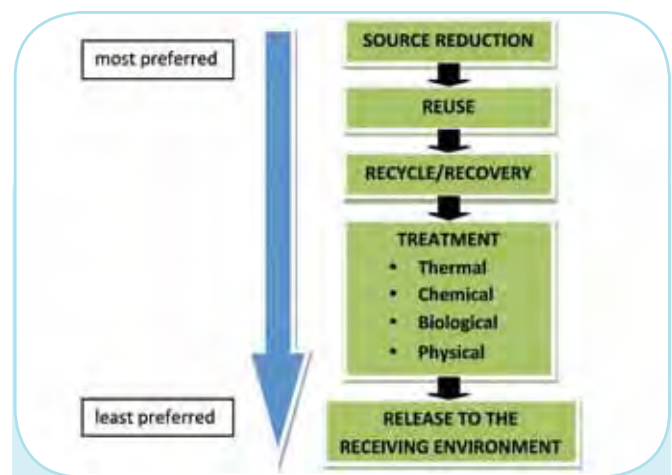 most preferred
SOURCE REDUCTION
REUSE
RECYCLE/RECOVERY
TREATMENT
• Thermal
• Chemical
• Biological
• Physical
least preferred
RELEASE TO THE
RECEIVING ENVIRONMENT